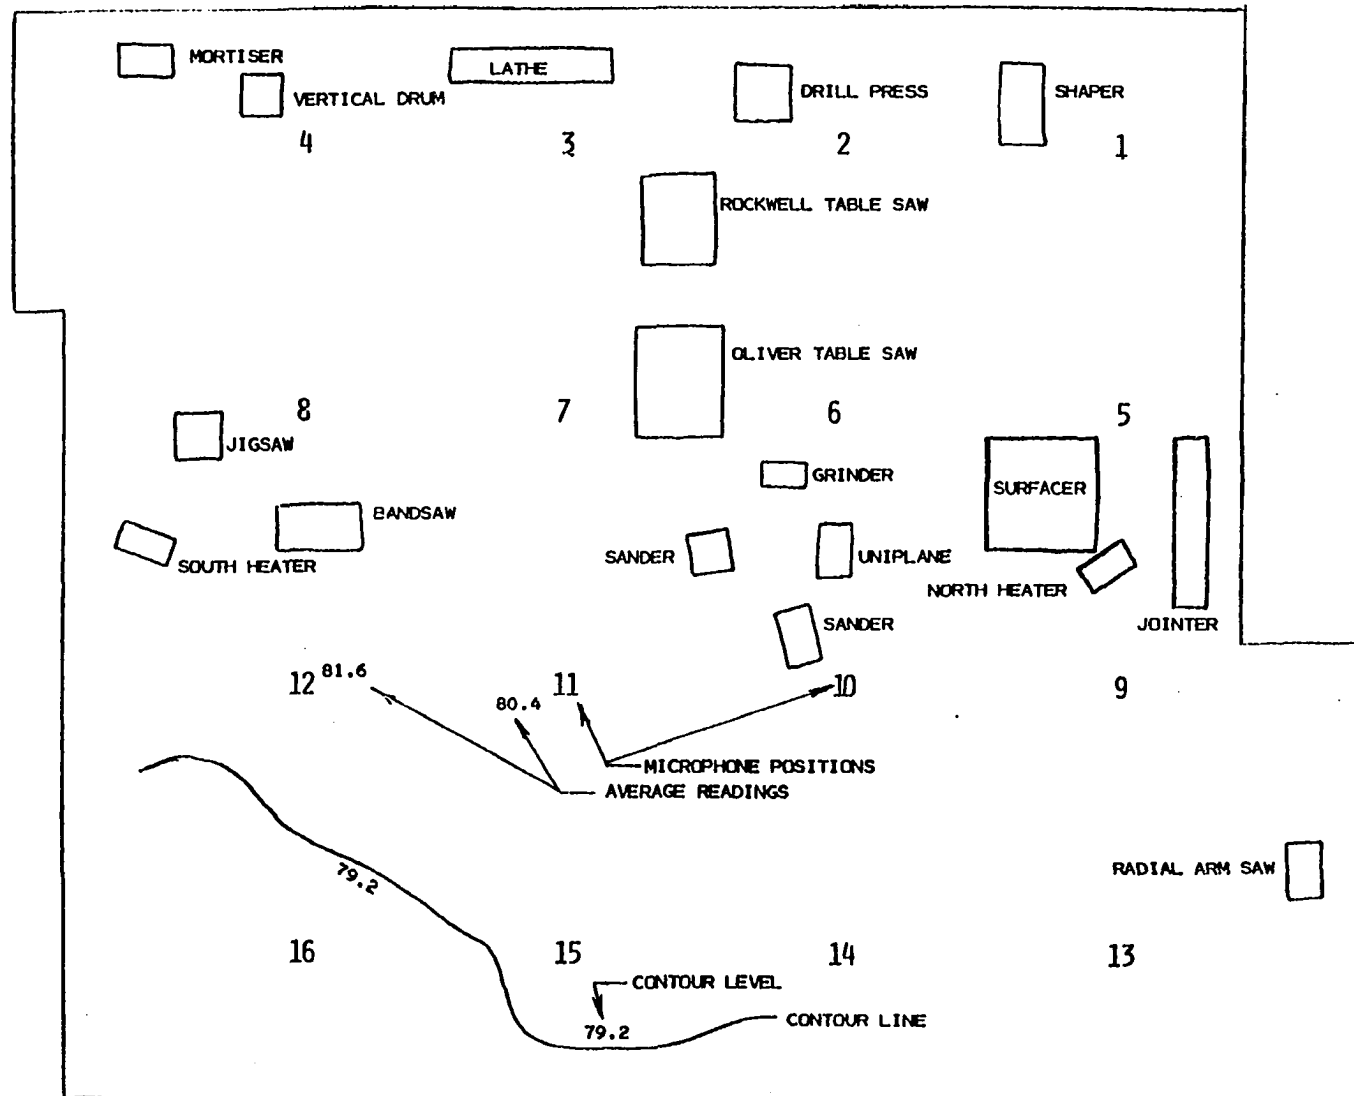 MORTISER
LATHE
VERTICAL DRUM
DRILL PRESS
SHAPER
4
3
2
1
ROCKWELL TABLE SAW
OLIVER TABLE SAW
8
7
6
5
JIGSAW
GRINDER
SURFACER
BANDSAW
SOUTH HEATER
SANDER
UNIPLANE
NORTH HEATER
SANDER
JOINTER
12
81.6
11
10
9
80.4
MICROPHONE POSITIONS
AVERAGE READINGS
79.2
RADIAL ARM SAW
16
15
14
13
CONTOUR LEVEL
79.2
CONTOUR LINE